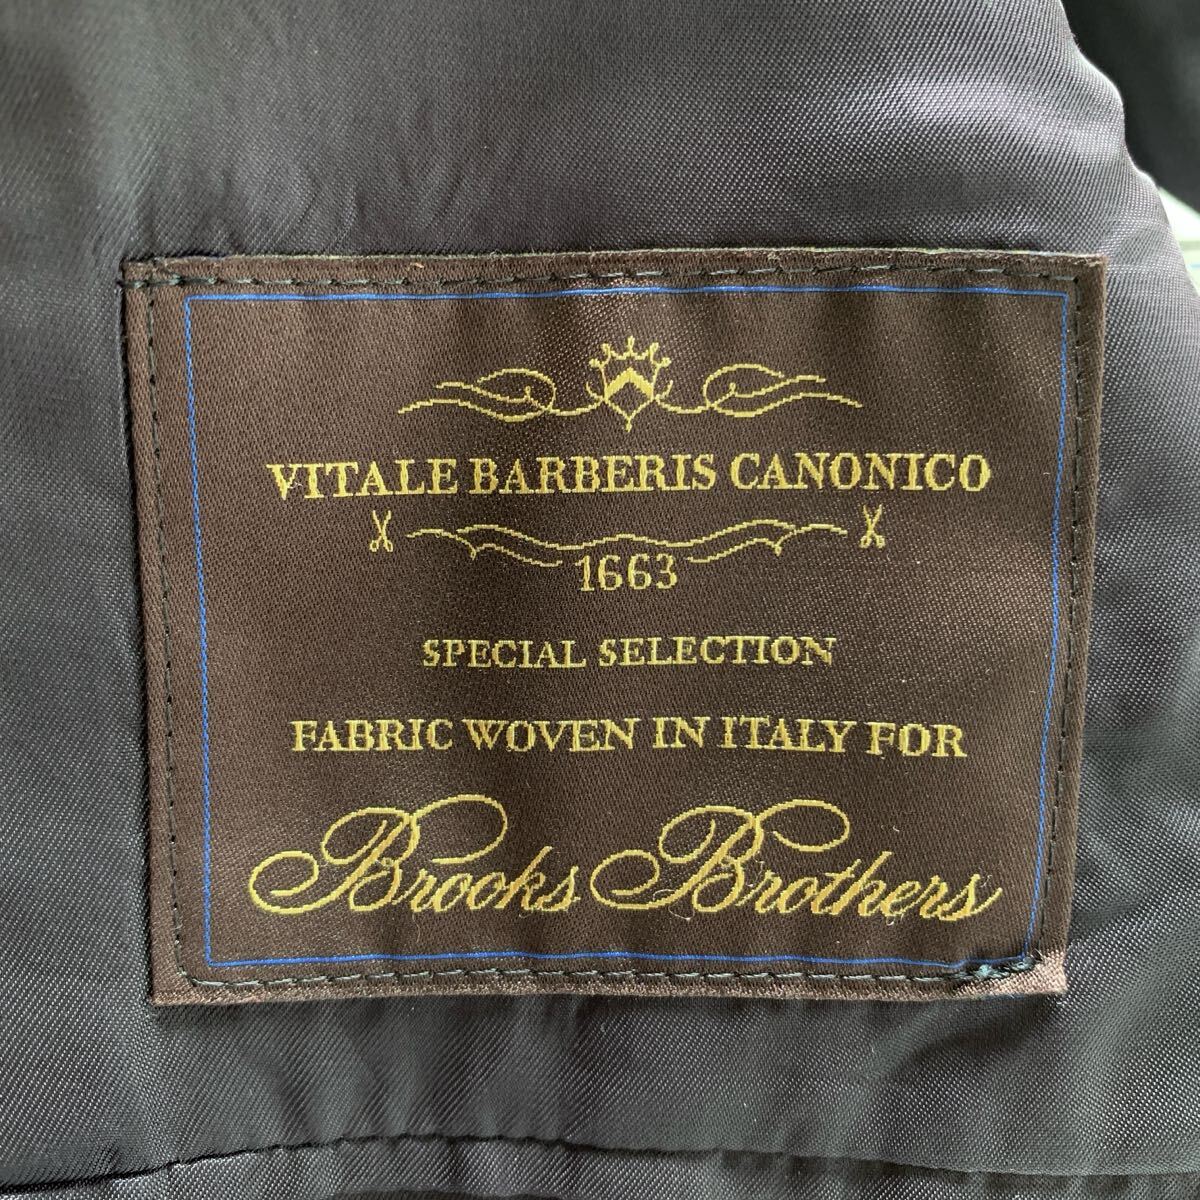 VITALE BARBERIS CANONICO
1663
SPECIAL SELECTION
FABRIC WOVEN IN ITALY FOR
Brooks Brothers